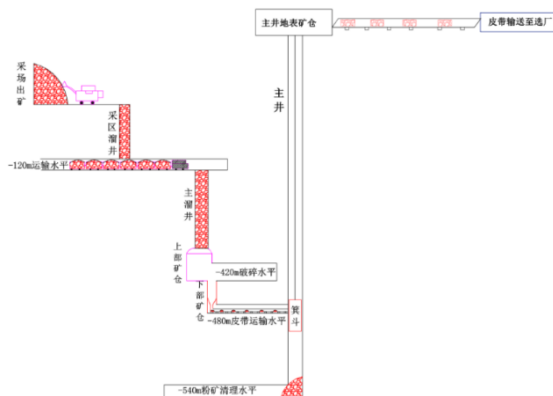 主井地表矿仓
皮带输送至选厂
采场出矿
主井
采区溜井
-120m运输水平
主溜井
上部矿仓
-420m破碎水平
下部矿仓
箕斗
-480m皮带运输水平
-540m粉矿清理水平